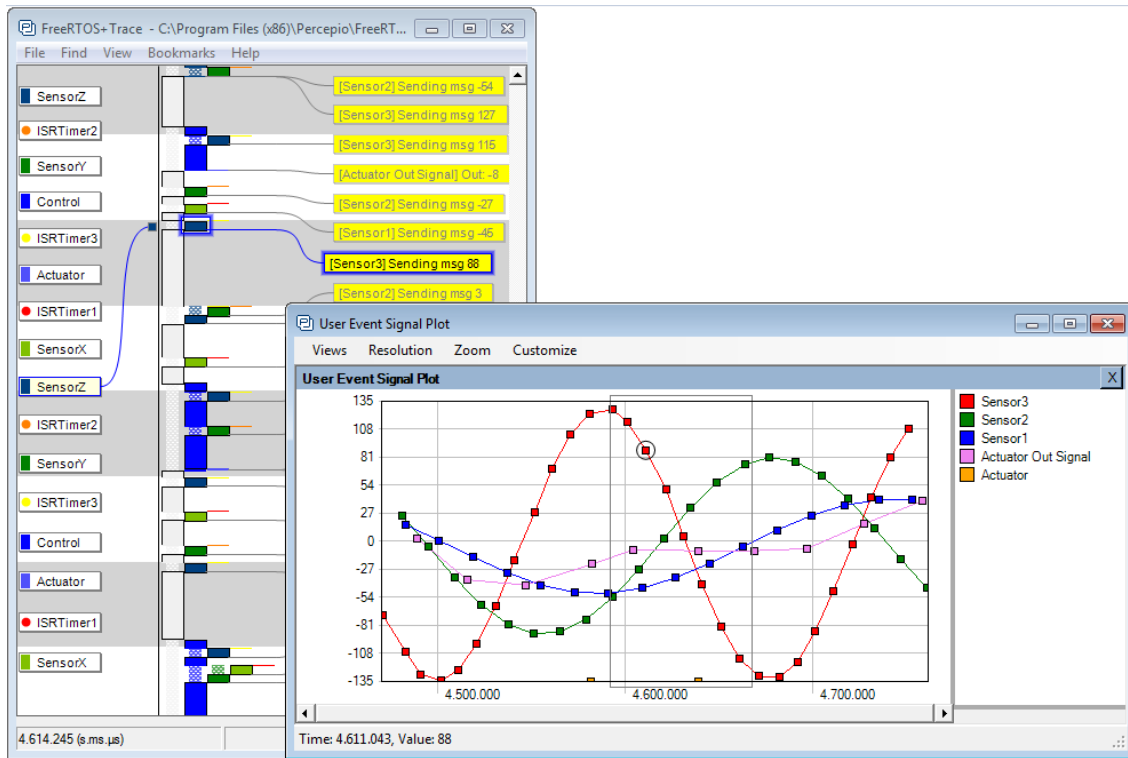 FreeRTOS+Trace - C:\Program Files (x86)\Percepio\FreeRT...
File Find View Bookmarks Help
SensorZ
ISRTimer2
SensorY
Control
ISRTimer3
Actuator
ISRTimer1
SensorX
SensorZ
ISRTimer2
SensorY
ISRTimer3
Control
Actuator
ISRTimer1
SensorX
[Sensor2] Sending msg -54
[Sensor3] Sending msg 127
[Sensor3] Sending msg 115
[Actuator Out Signal] Out: -8
[Sensor2] Sending msg -27
[Sensor1] Sending msg -45
[Sensor3] Sending msg 88
[Sensor2] Sending msg 3
4.614.245 (s.ms.µs)
User Event Signal Plot
Views Resolution Zoom Customize
User Event Signal Plot
X
135
108
81
54
27
0
-27
-54
-81
-108
-135
4.500.000 4.600.000 4.700.000
Sensor3
Sensor2
Sensor1
Actuator Out Signal
Actuator
Time: 4.611.043, Value: 88